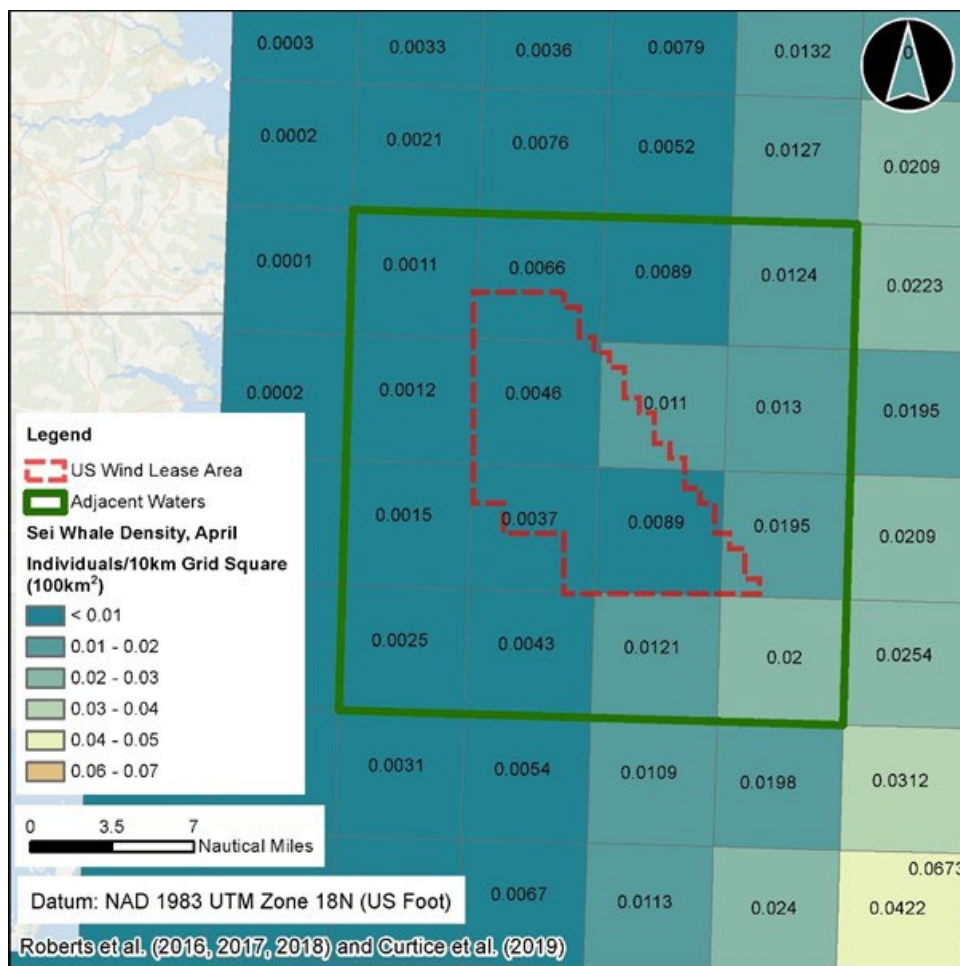 0.0003 0.0033 0.0036 0.0079 0.0132
0.0002 0.0021 0.0076 0.0052 0.0127 0.0209
0.0001 0.0011 0.0066 0.0089 0.0124 0.0223
0.0002 0.0012 0.0046 0.011 0.013 0.0195
0.0015 0.0037 0.0089 0.0195 0.0209
0.0025 0.0043 0.0121 0.02 0.0254
0.0031 0.0054 0.0109 0.0198 0.0312
0.0673
0.0067 0.0113 0.024 0.0422
Legend
US Wind Lease Area
Adjacent Waters
Sei Whale Density, April
Individuals/10km Grid Square
(100km²)
< 0.01
0.01 - 0.02
0.02 - 0.03
0.03 - 0.04
0.04 - 0.05
0.06 - 0.07
0 3.5 7
Nautical Miles
Datum: NAD 1983 UTM Zone 18N (US Foot)
Roberts et al. (2016, 2017, 2018) and Curtice et al. (2019)